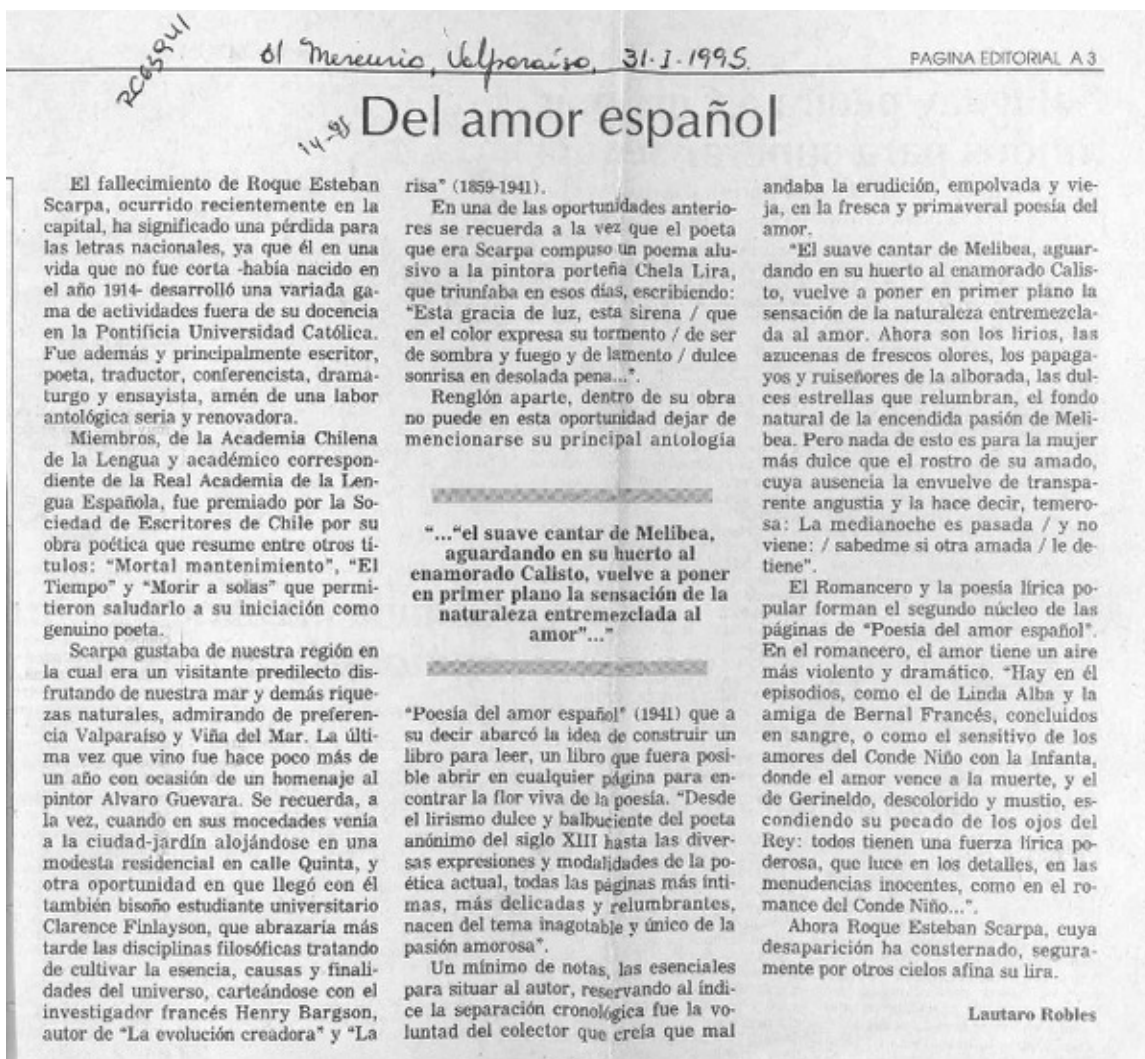 RC63941
El Mercurio, Valparaíso, 31-I-1995.
PAGINA EDITORIAL A 3
14-95
Del amor español
El fallecimiento de Roque Esteban
Scarpa, ocurrido recientemente en la
capital, ha significado una pérdida para
las letras nacionales, ya que él en una
vida que no fue corta -había nacido en
el año 1914- desarrolló una variada ga-
ma de actividades fuera de su docencia
en la Pontificia Universidad Católica.
Fue además y principalmente escritor,
poeta, traductor, conferencista, drama-
turgo y ensayista, amén de una labor
antológica seria y renovadora.
Miembros, de la Academia Chilena
de la Lengua y académico correspon-
diente de la Real Academia de la Len-
gua Española, fue premiado por la So-
ciedad de Escritores de Chile por su
obra poética que resume entre otros tí-
tulos: "Mortal mantenimiento", "El
Tiempo" y "Morir a solas" que permi-
tieron saludarlo a su iniciación como
genuino poeta.
Scarpa gustaba de nuestra región en
la cual era un visitante predilecto dis-
frutando de nuestra mar y demás rique-
zas naturales, admirando de preferen-
cia Valparaíso y Viña del Mar. La últi-
ma vez que vino fue hace poco más de
un año con ocasión de un homenaje al
pintor Alvaro Guevara. Se recuerda, a
la vez, cuando en sus mocedades venía
a la ciudad-jardín alojándose en una
modesta residencial en calle Quinta, y
otra oportunidad en que llegó con él
también bisoño estudiante universitario
Clarence Finlayson, que abrazaría más
tarde las disciplinas filosóficas tratando
de cultivar la esencia, causas y finali-
dades del universo, carteándose con el
investigador francés Henry Bargson,
autor de "La evolución creadora" y "La
risa" (1859-1941).
En una de las oportunidades anterio-
res se recuerda a la vez que el poeta
que era Scarpa compuso un poema alu-
sivo a la pintora porteña Chela Lira,
que triunfaba en esos días, escribiendo:
"Esta gracia de luz, esta sirena / que
en el color expresa su tormento / de ser
de sombra y fuego y de lamento / dulce
sonrisa en desolada pena...".
Renglón aparte, dentro de su obra
no puede en esta oportunidad dejar de
mencionarse su principal antología
"..."el suave cantar de Melibea,
aguardando en su huerto al
enamorado Calisto, vuelve a poner
en primer plano la sensación de la
naturaleza entremezclada al
amor"..."
"Poesía del amor español" (1941) que a
su decir abarcó la idea de construir un
libro para leer, un libro que fuera posi-
ble abrir en cualquier página para en-
contrar la flor viva de la poesía. "Desde
el lirismo dulce y balbuciente del poeta
anónimo del siglo XIII hasta las diver-
sas expresiones y modalidades de la po-
ética actual, todas las páginas más ínti-
mas, más delicadas y relumbrantes,
nacen del tema inagotable y único de la
pasión amorosa".
Un mínimo de notas, las esenciales
para situar al autor, reservando al índi-
ce la separación cronológica fue la vo-
luntad del colector que creía que mal
andaba la erudición, empolvada y vie-
ja, en la fresca y primaveral poesía del
amor.
"El suave cantar de Melibea, aguar-
dando en su huerto al enamorado Calis-
to, vuelve a poner en primer plano la
sensación de la naturaleza entremezcla-
da al amor. Ahora son los lirios, las
azucenas de frescos olores, los papaga-
yos y ruiseñores de la alborada, las dul-
ces estrellas que relumbran, el fondo
natural de la encendida pasión de Meli-
bea. Pero nada de esto es para la mujer
más dulce que el rostro de su amado,
cuya ausencia la envuelve de transpa-
rente angustia y la hace decir, temero-
sa: La medianoche es pasada / y no
viene: / sabedme si otra amada / le de-
tiene".
El Romancero y la poesía lírica po-
pular forman el segundo núcleo de las
páginas de "Poesía del amor español".
En el romancero, el amor tiene un aire
más violento y dramático. "Hay en él
episodios, como el de Linda Alba y la
amiga de Bernal Francés, concluidos
en sangre, o como el sensitivo de los
amores del Conde Niño con la Infanta,
donde el amor vence a la muerte, y el
de Gerineldo, descolorido y mustio, es-
condiendo su pecado de los ojos del
Rey: todos tienen una fuerza lírica po-
derosa, que luce en los detalles, en las
menudencias inocentes, como en el ro-
mance del Conde Niño...".
Ahora Roque Esteban Scarpa, cuya
desaparición ha consternado, segura-
mente por otros cielos afina su lira.
Lautaro Robles